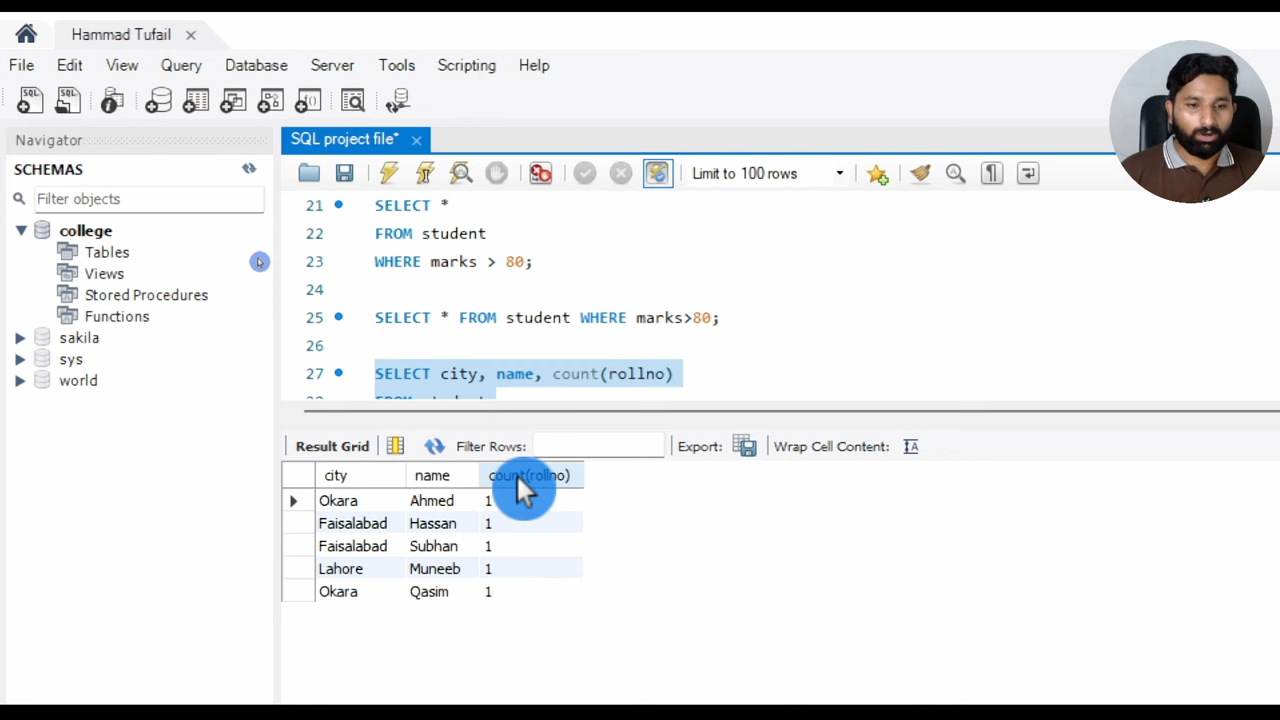 Hammad Tufail
File Edit View Query Database Server Tools Scripting Help
SQL SQL
Navigator
SCHEMAS
Filter objects
college
Tables
Views
Stored Procedures
Functions
sakila
sys
world
SQL project file*
Limit to 100 rows
21 SELECT *
22 FROM student
23 WHERE marks > 80;
24
25 SELECT * FROM student WHERE marks>80;
26
27 SELECT city, name, count(rollno)
Result Grid Filter Rows: Export: Wrap Cell Content: IA
city name count(rollno)
Okara Ahmed 1
Faisalabad Hassan 1
Faisalabad Subhan 1
Lahore Muneeb 1
Okara Qasim 1